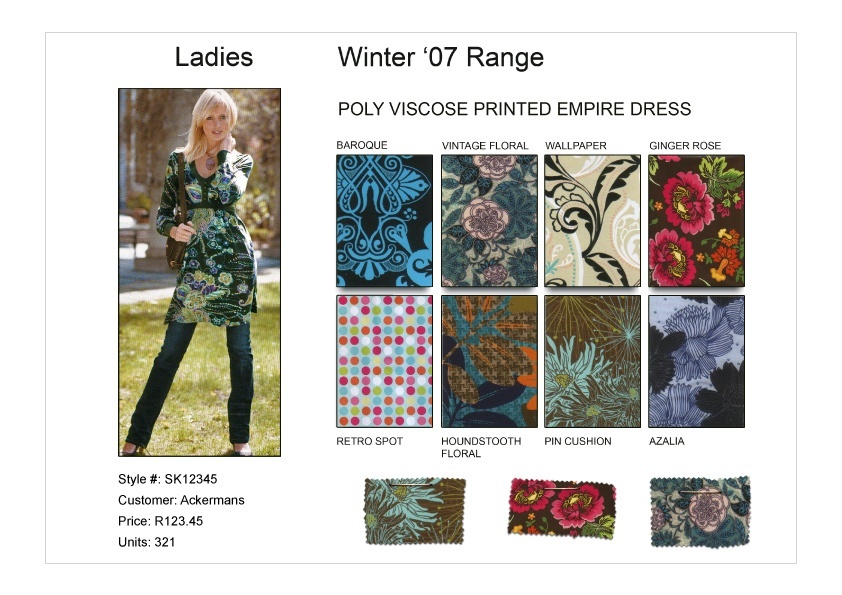 Ladies
Winter ‘07 Range
POLY VISCOSE PRINTED EMPIRE DRESS
BAROQUE
VINTAGE FLORAL
WALLPAPER
GINGER ROSE
RETRO SPOT
HOUNDSTOOTH
FLORAL
PIN CUSHION
AZALIA
Style #: SK12345
Customer: Ackermans
Price: R123.45
Units: 321